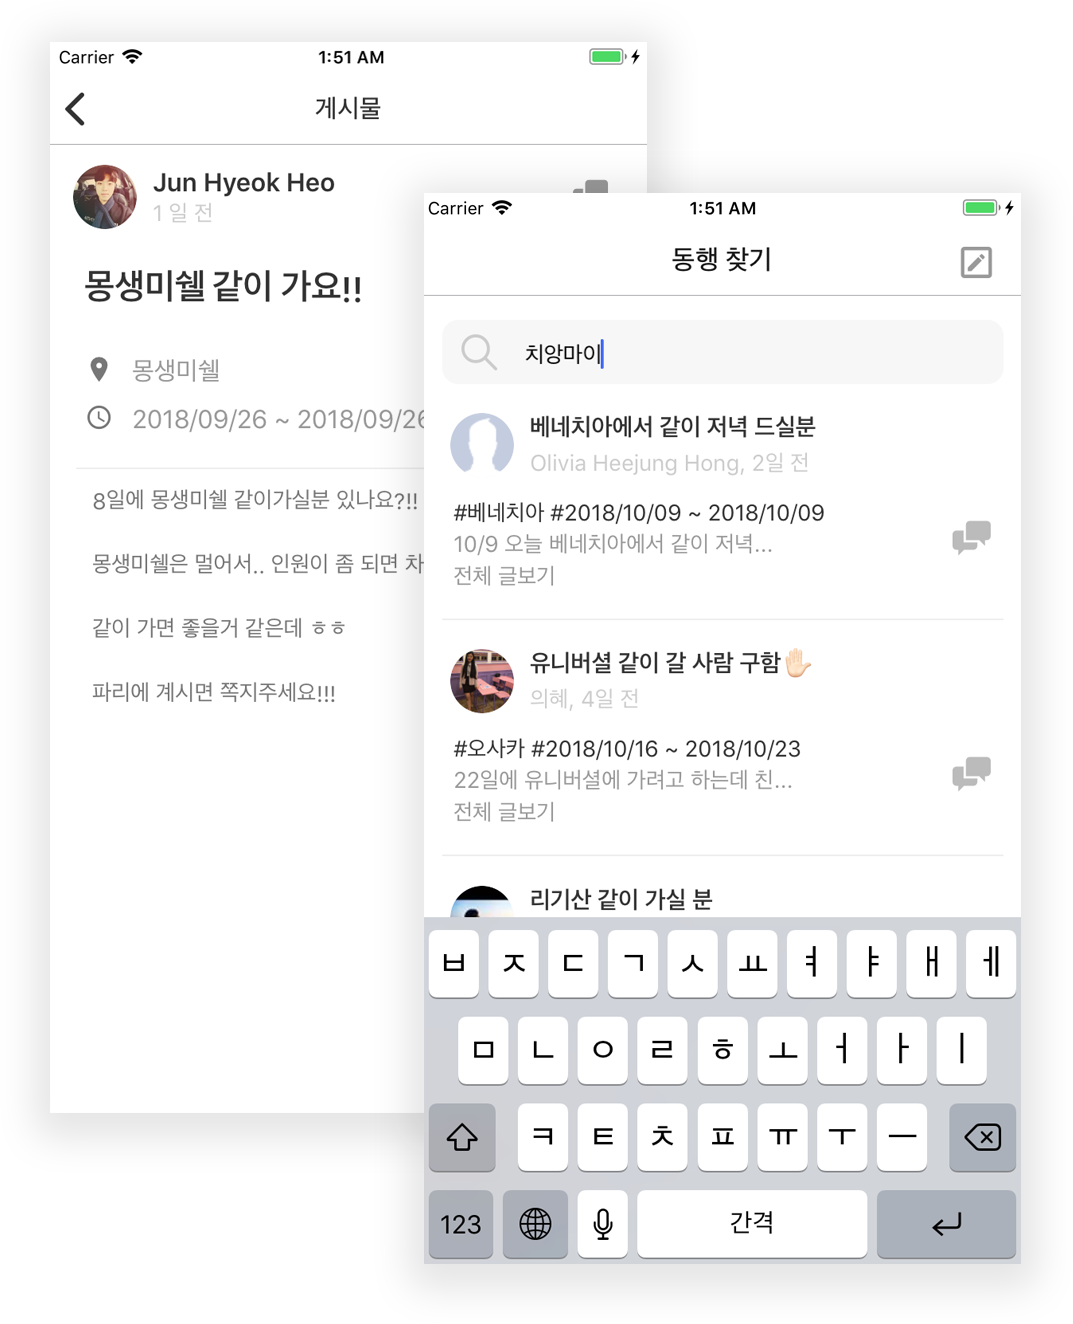 Carrier 1:51 AM
게시물
Jun Hyeok Heo
1 일 전
몽생미쉘 같이 가요!!
몽생미쉘
2018/09/26 ~ 2018/09/26
8일에 몽생미쉘 같이가실분 있나요?!!
몽생미쉘은 멀어서.. 인원이 좀 되면 차
같이 가면 좋을거 같은데 ㅎㅎ
파리에 계시면 쪽지주세요!!!
Carrier 1:51 AM
동행 찾기
치앙마이
베네치아에서 같이 저녁 드실분
Olivia Heejung Hong, 2일 전
#베네치아 #2018/10/09 ~ 2018/10/09
10/9 오늘 베네치아에서 같이 저녁...
전체 글보기
유니버셜 같이 갈 사람 구함✋🏻
의혜, 4일 전
#오사카 #2018/10/16 ~ 2018/10/23
22일에 유니버셜에 가려고 하는데 친...
전체 글보기
리기산 같이 가실 분
ㅂ ㅈ ㄷ ㄱ ㅅ ㅛ ㅕ ㅑ ㅐ ㅔ
ㅁ ㄴ ㅇ ㄹ ㅎ ㅗ ㅓ ㅏ ㅣ
ㅋ ㅌ ㅊ ㅍ ㅠ ㅜ ㅡ
123 간격